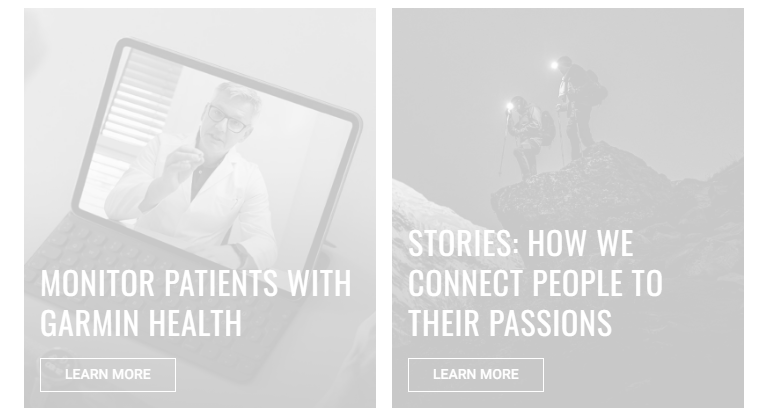 MONITOR PATIENTS WITH
GARMIN HEALTH
LEARN MORE
STORIES: HOW WE
CONNECT PEOPLE TO
THEIR PASSIONS
LEARN MORE